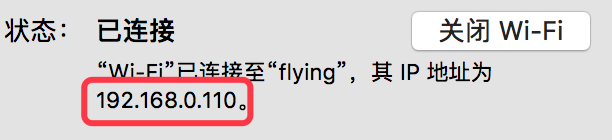 状态： 已连接 关闭 Wi-Fi
“Wi-Fi”已连接至“flying”，其 IP 地址为
192.168.0.110。